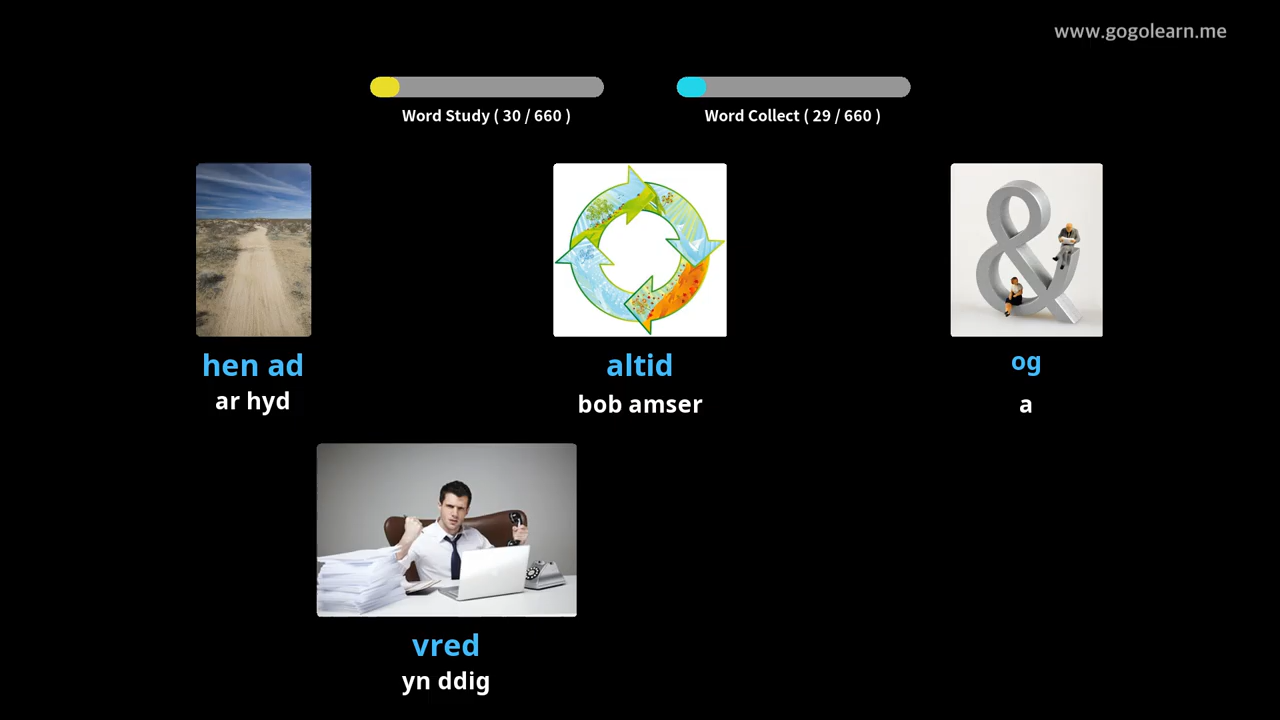 www.gogolearn.me
Word Study ( 30 / 660 )
Word Collect ( 29 / 660 )
hen ad
ar hyd
altid
bob amser
&
og
a
vred
yn ddig